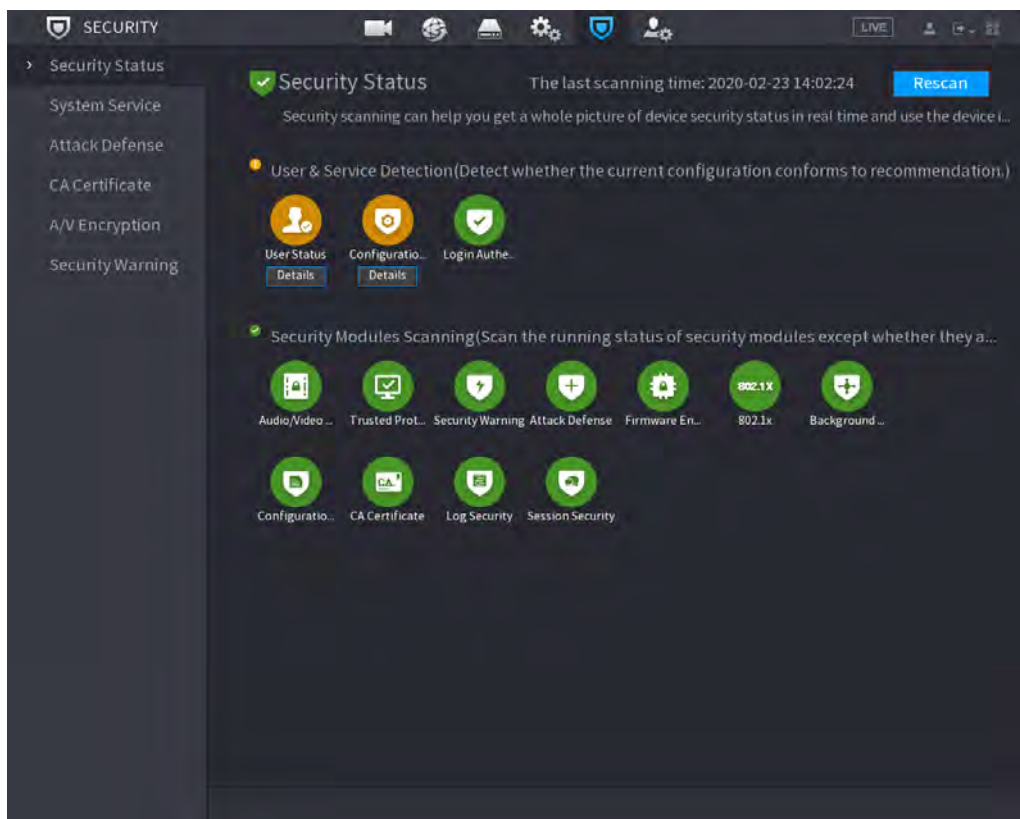 SECURITY
LIVE
Security Status
System Service
Attack Defense
CA Certificate
A/V Encryption
Security Warning
Security Status
The last scanning time: 2020-02-23 14:02:24
Rescan
Security scanning can help you get a whole picture of device security status in real time and use the device i...
User & Service Detection(Detect whether the current configuration conforms to recommendation.)
User Status
Configuratio...
Login Authe...
Details
Details
Security Modules Scanning(Scan the running status of security modules except whether they a...
802.1X
Audio/Video ...
Trusted Prot...
Security Warning
Attack Defense
Firmware En...
802.1x
Background ...
CA
Configuratio...
CA Certificate
Log Security
Session Security